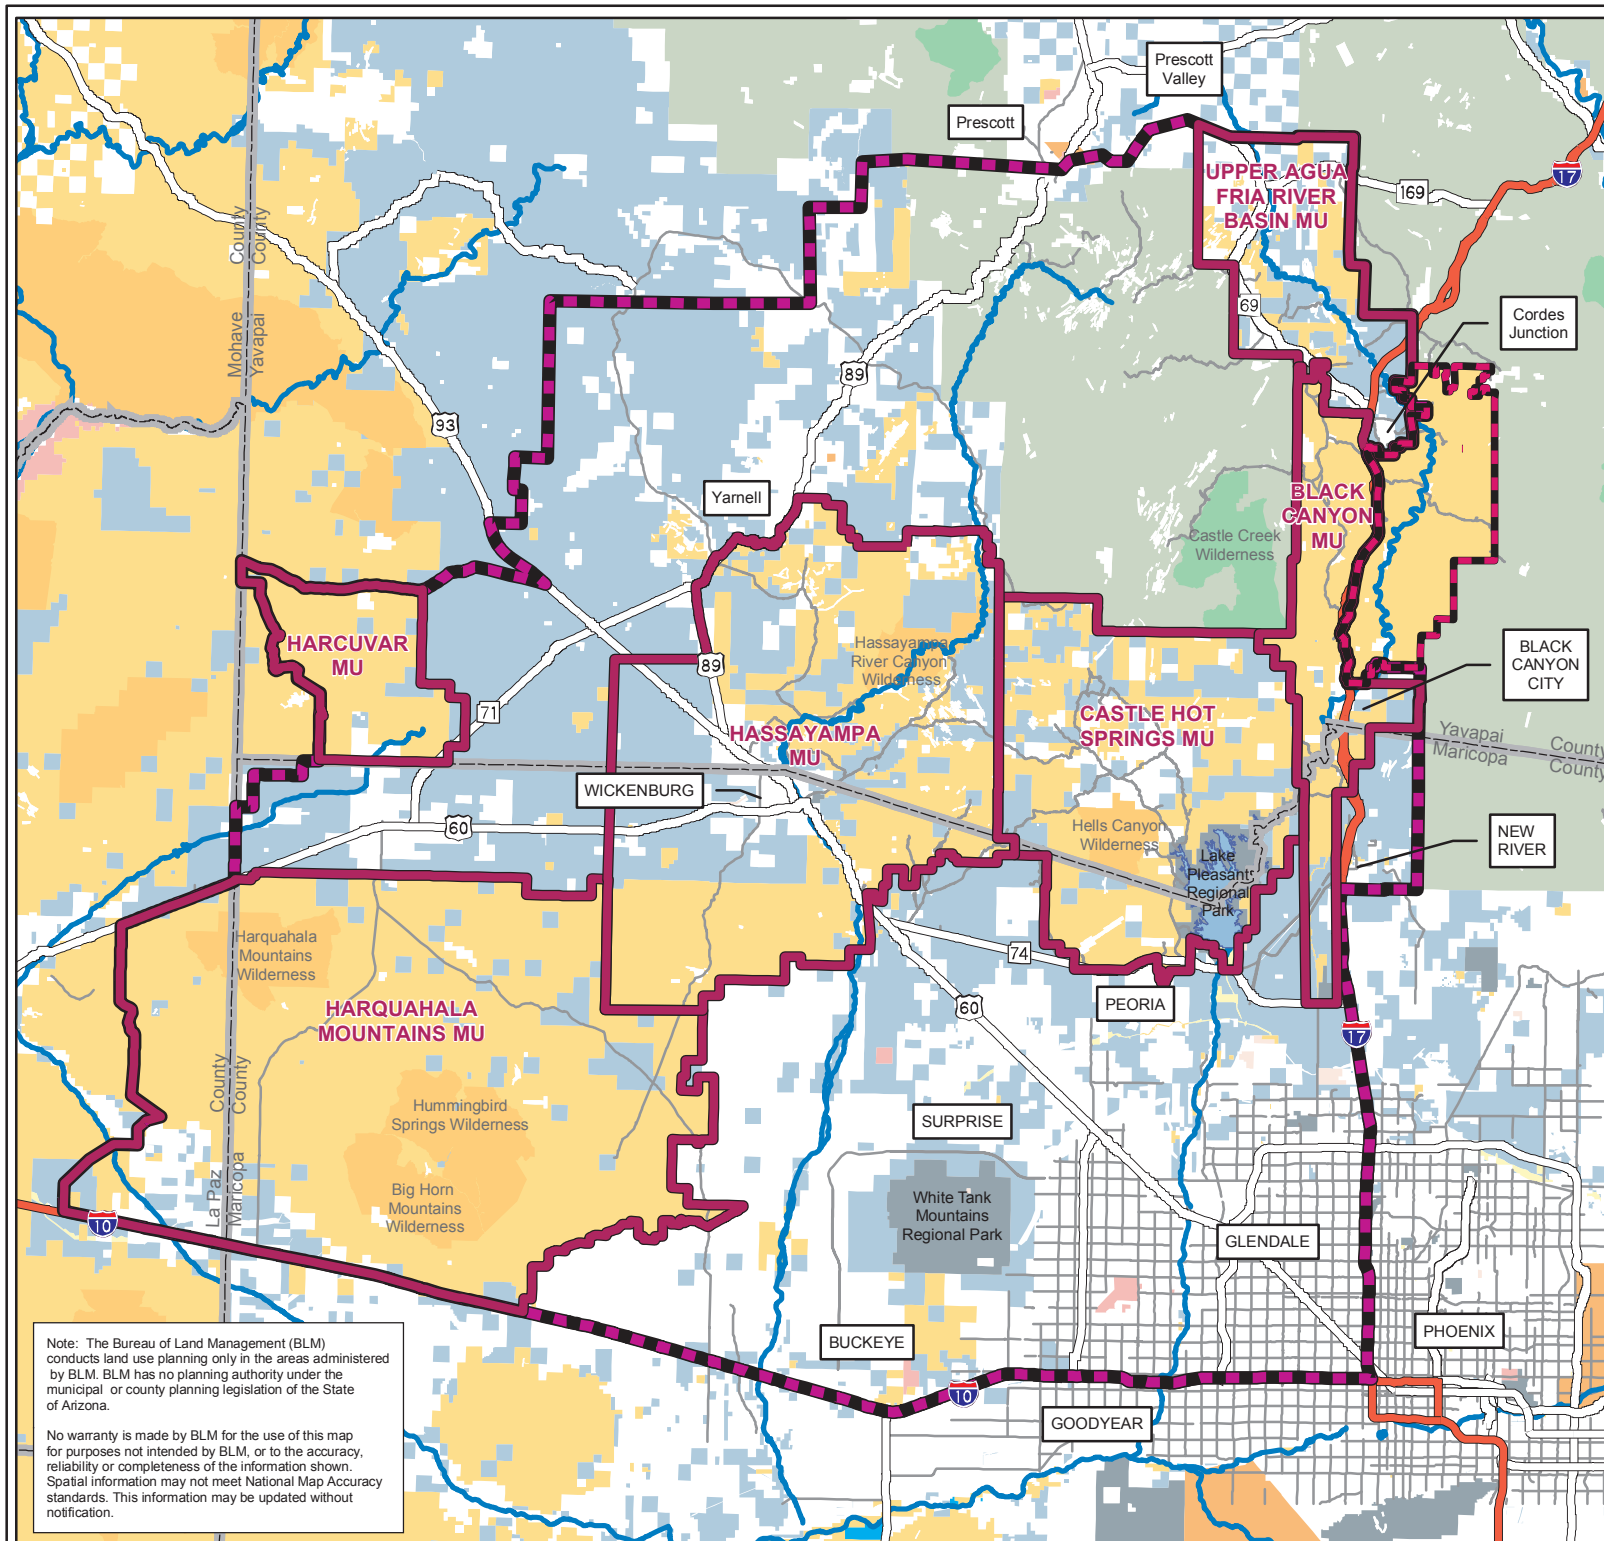 Prescott
Valley
Prescott
UPPER AGUA
FRIA RIVER
BASIN MU
169
17
County
County
Mohave
Yavapai
69
Cordes
Junction
89
93
Yarnell
BLACK
CANYON
MU
Castle Creek
Wilderness
HARCUVAR
MU
Hassayampa
River Canyon
Wilderness
89
BLACK
CANYON
CITY
71
CASTLE HOT
SPRINGS MU
HASSAYAMPA
MU
Yavapai
Maricopa
County
County
WICKENBURG
60
Hells Canyon
Wilderness
NEW
RIVER
Lake
Pleasant
Regional
Park
Harquahala
Mountains
Wilderness
74
PEORIA
60
HARQUAHALA
MOUNTAINS MU
17
County
County
Hummingbird
Springs Wilderness
SURPRISE
La Paz
Maricopa
Big Horn
Mountains
Wilderness
White Tank
Mountains
Regional Park
10
GLENDALE
BUCKEYE
PHOENIX
10
GOODYEAR
Note: The Bureau of Land Management (BLM)
conducts land use planning only in the areas administered
by BLM. BLM has no planning authority under the
municipal or county planning legislation of the State
of Arizona.
No warranty is made by BLM for the use of this map
for purposes not intended by BLM, or to the accuracy,
reliability or completeness of the information shown.
Spatial information may not meet National Map Accuracy
standards. This information may be updated without
notification.